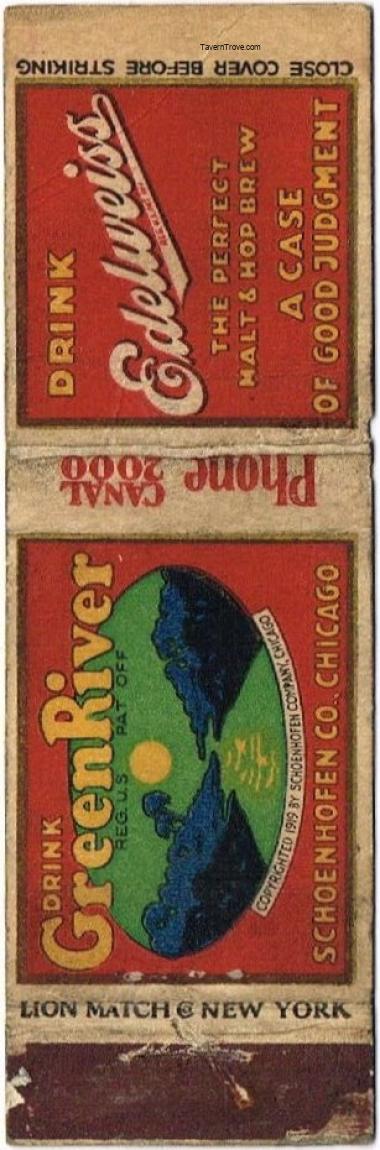 TavernTrove.com
CLOSE COVER BEFORE STRIKING
DRINK
Edelweiss
THE PERFECT
MALT & HOP BREW
A CASE
OF GOOD JUDGMENT
Phone CANAL
2000
DRINK
Green River
REG. U.S. PAT OFF
COPYRIGHTED 1919 BY SCHOENHOFEN COMPANY, CHICAGO
SCHOENHOFEN CO., CHICAGO
LION MATCH Co NEW YORK